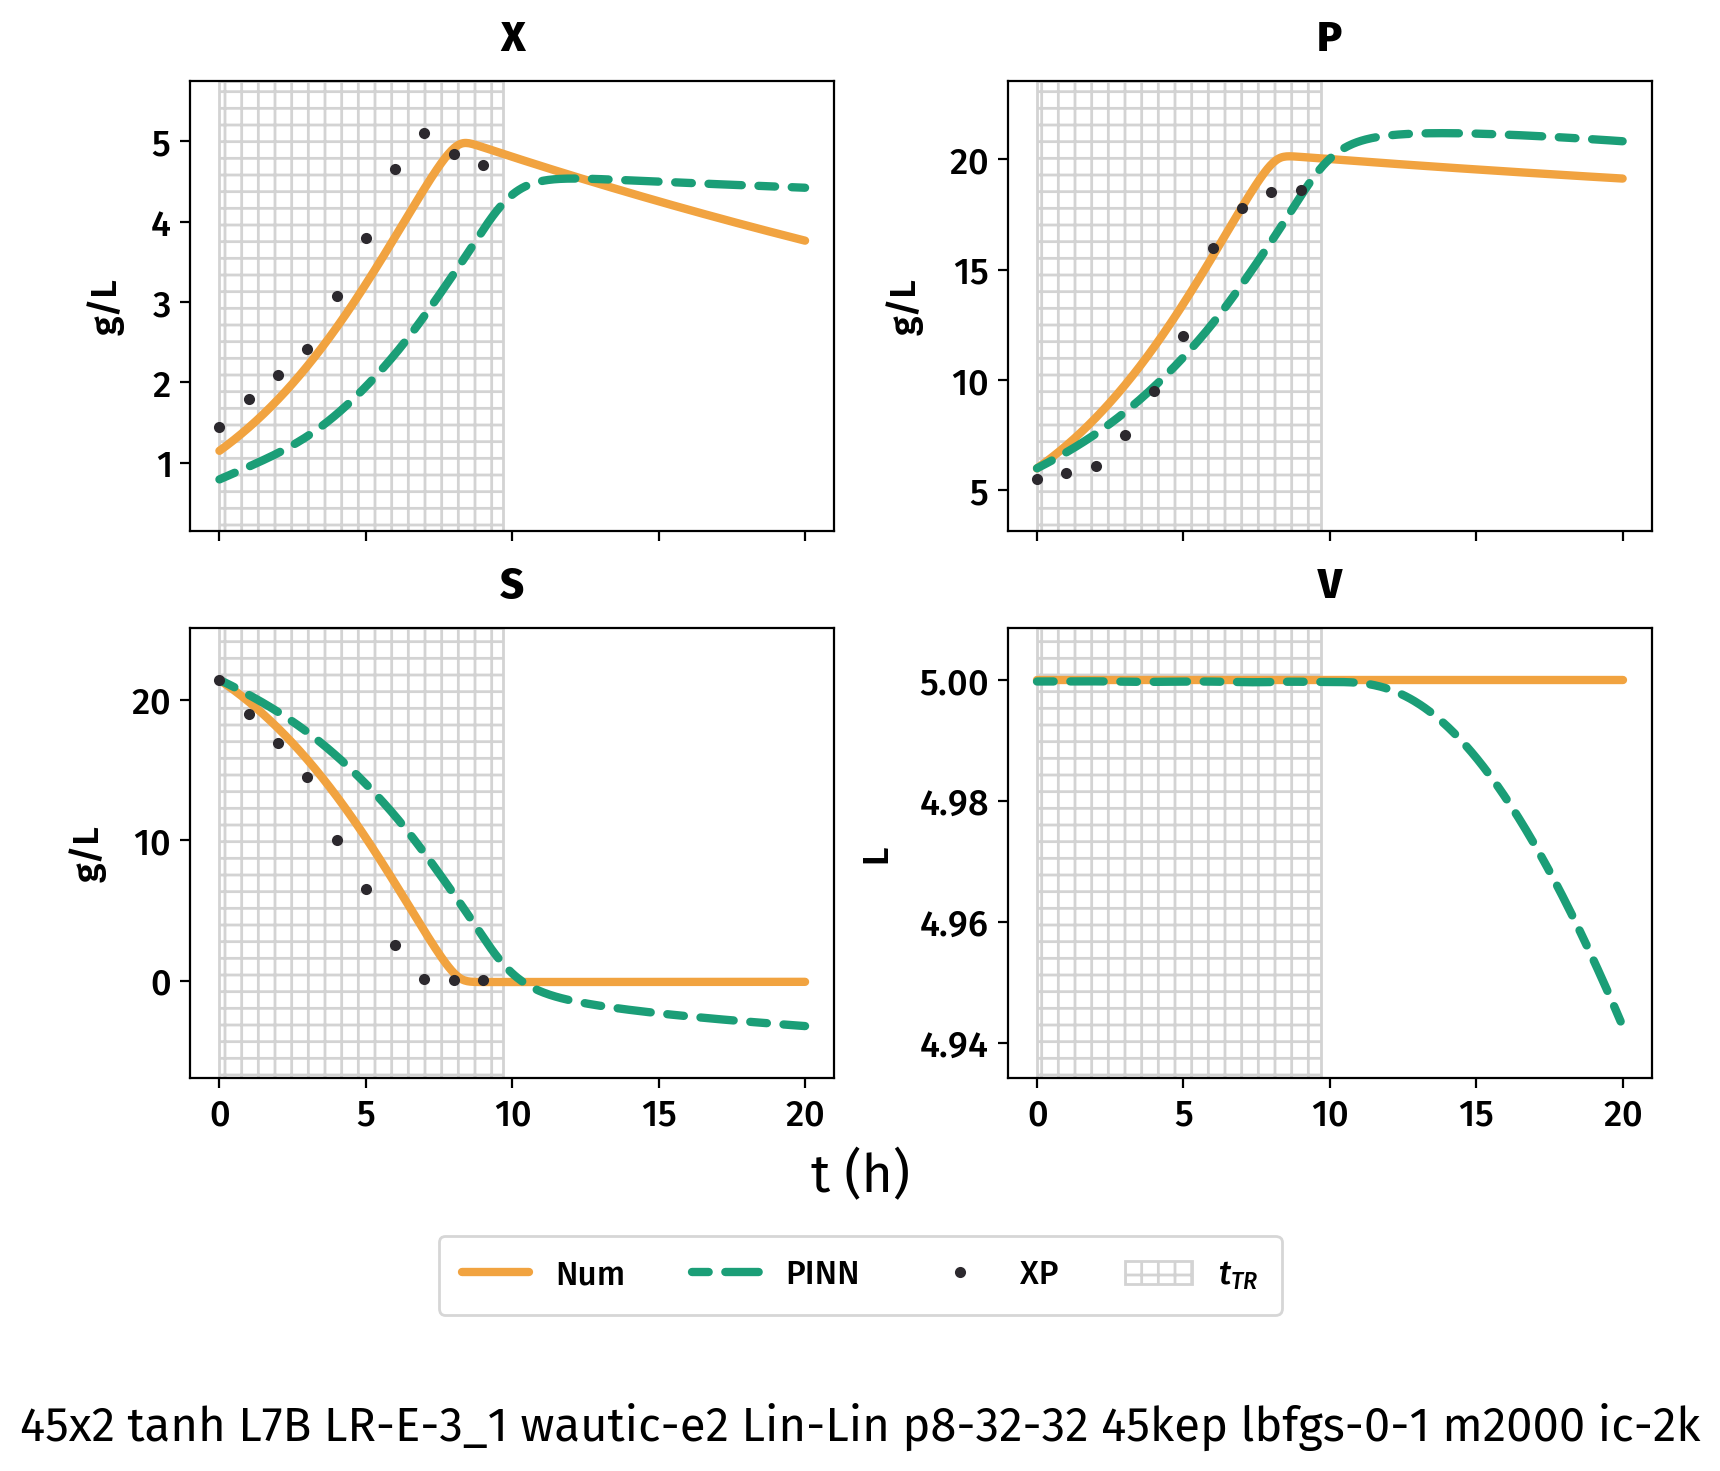 X
P
5
4
3
2
1
g/L
20
15
10
5
g/L
S
V
20
10
0
g/L
0 5 10 15 20
5.00
4.98
4.96
4.94
L
0 5 10 15 20
t (h)
Num PINN XP tTR
45x2 tanh L7B LR-E-3_1 wautic-e2 Lin-Lin p8-32-32 45kep lbfgs-0-1 m2000 ic-2k